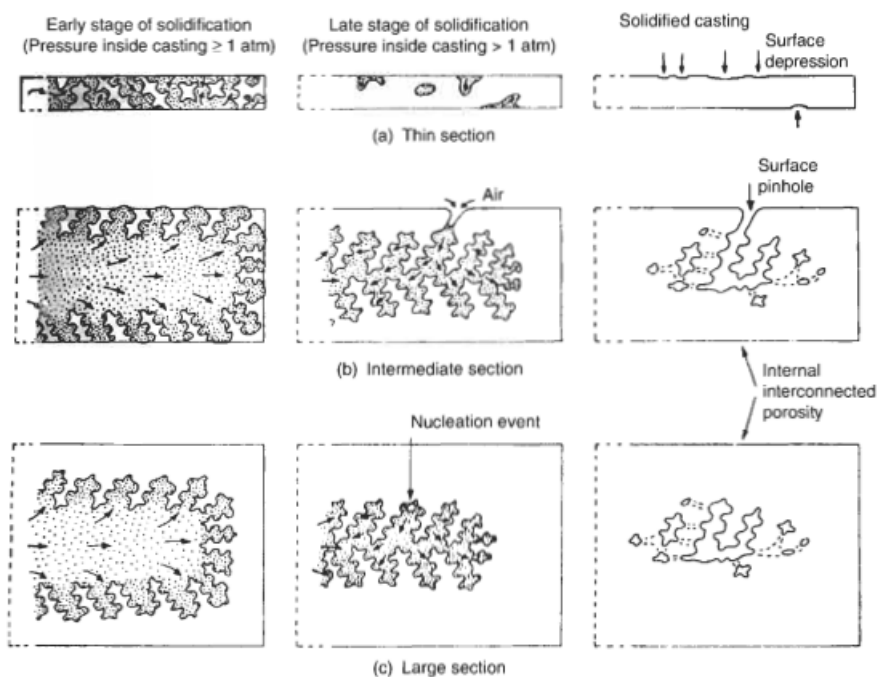 Early stage of solidification
(Pressure inside casting ≥ 1 atm)
Late stage of solidification
(Pressure inside casting > 1 atm)
Solidified casting
Surface
depression
(a) Thin section
Air
Surface
pinhole
(b) Intermediate section
Internal
interconnected
porosity
Nucleation event
(c) Large section